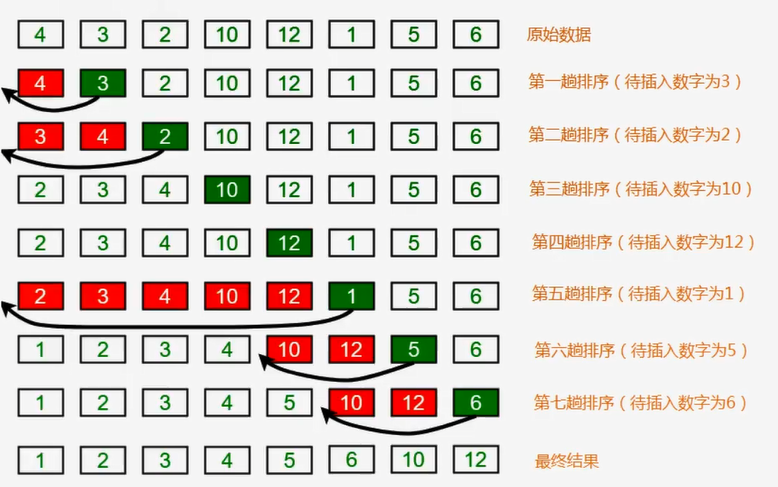 4 3 2 10 12 1 5 6 原始数据
4 3 2 10 12 1 5 6 第一趟排序（待插入数字为3）
3 4 2 10 12 1 5 6 第二趟排序（待插入数字为2）
2 3 4 10 12 1 5 6 第三趟排序（待插入数字为10）
2 3 4 10 12 1 5 6 第四趟排序（待插入数字为12）
2 3 4 10 12 1 5 6 第五趟排序（待插入数字为1）
1 2 3 4 10 12 5 6 第六趟排序（待插入数字为5）
1 2 3 4 5 10 12 6 第七趟排序（待插入数字为6）
1 2 3 4 5 6 10 12 最终结果